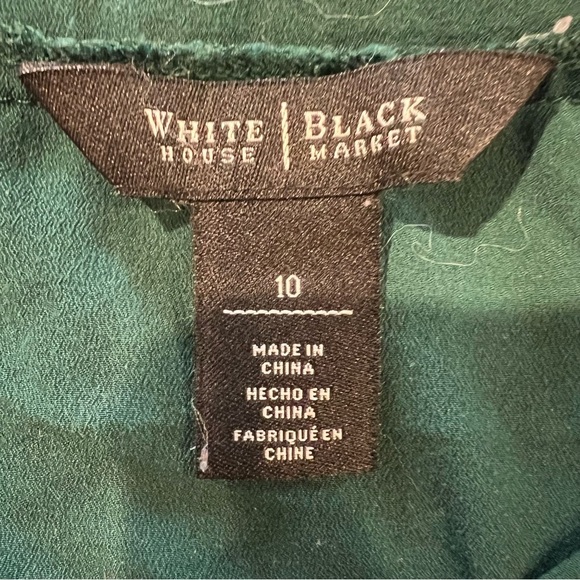 WHITE | BLACK
HOUSE | MARKET
10
MADE IN
CHINA
HECHO EN
CHINA
FABRIQUÉ EN
CHINE